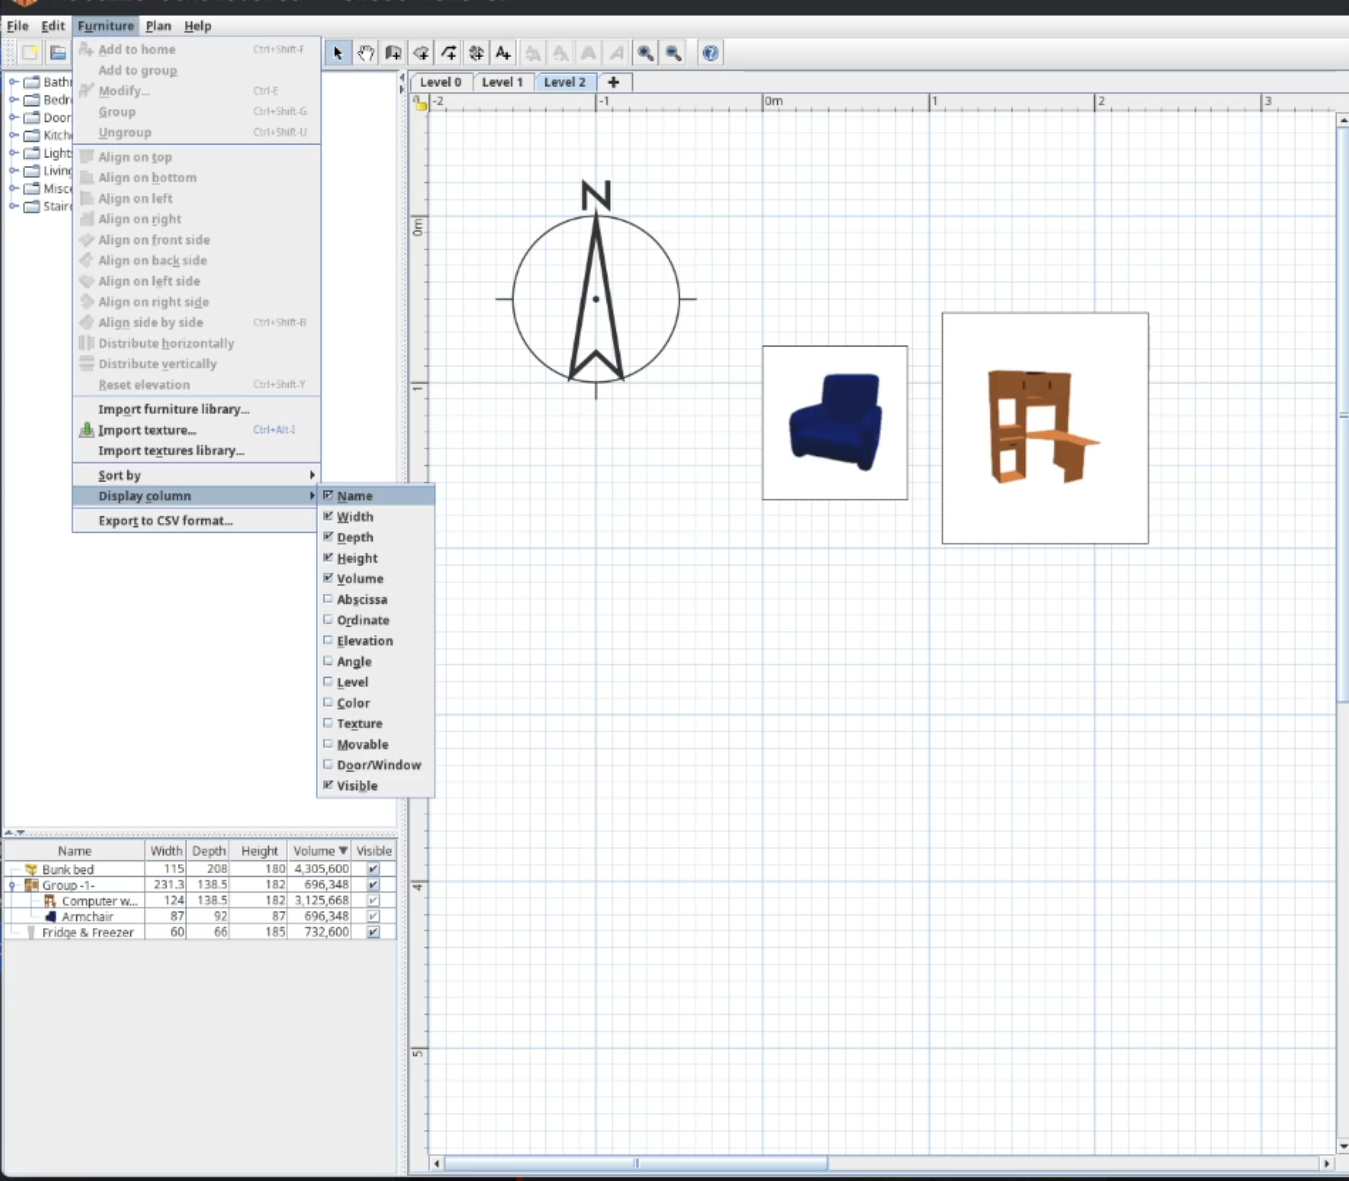 File Edit Furniture Plan Help
Add to home Ctrl+Shift-F
Add to group
Modify... Ctrl-E
Group Ctrl+Shift-G
Ungroup Ctrl+Shift-U
Align on top
Align on bottom
Align on left
Align on right
Align on front side
Align on back side
Align on left side
Align on right side
Align side by side Ctrl+Shift-B
Distribute horizontally
Distribute vertically
Reset elevation Ctrl+Shift-Y
Import furniture library...
Import texture... Ctrl+Alt-I
Import textures library...
Sort by
Display column
Export to CSV format...
Name
Width
Depth
Height
Volume
Abscissa
Ordinate
Elevation
Angle
Level
Color
Texture
Movable
Door/Window
Visible
Bathr
Bedr
Door
Kitch
Light
Living
Misce
Stair
Level 0 Level 1 Level 2
-2 -1 0m 1 2 3
0m
1
4
5
N
Name Width Depth Height Volume Visible
Bunk bed 115 208 180 4,305,600
Group -1- 231.3 138.5 182 696,348
Computer w... 124 138.5 182 3,125,668
Armchair 87 92 87 696,348
Fridge & Freezer 60 66 185 732,600